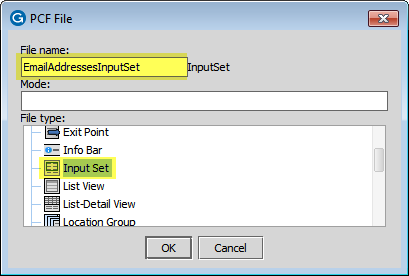 PCF File
File name:
EmailAddressesInputSet InputSet
Mode:
File type:
Exit Point
Info Bar
Input Set
List View
List-Detail View
Location Group
OK Cancel